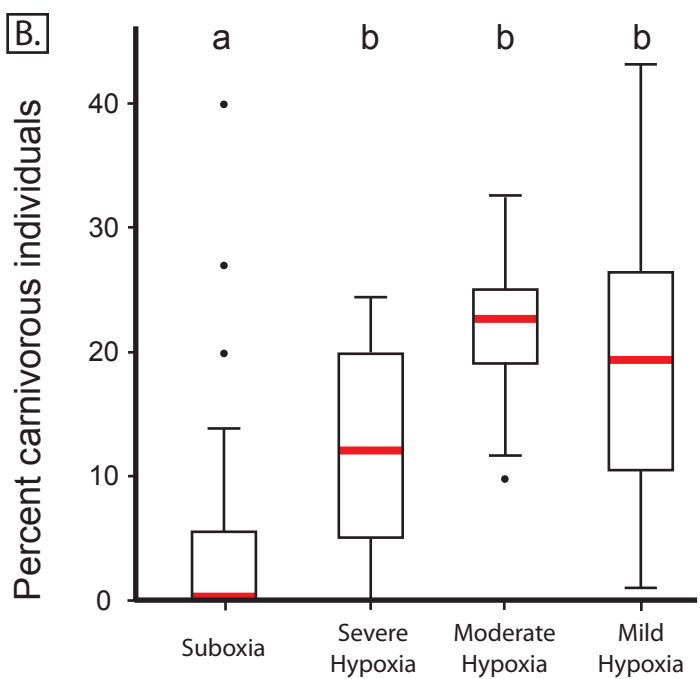 B.
a b b b
Percent carnivorous individuals
40
30
20
10
0
Suboxia
Severe
Hypoxia
Moderate
Hypoxia
Mild
Hypoxia